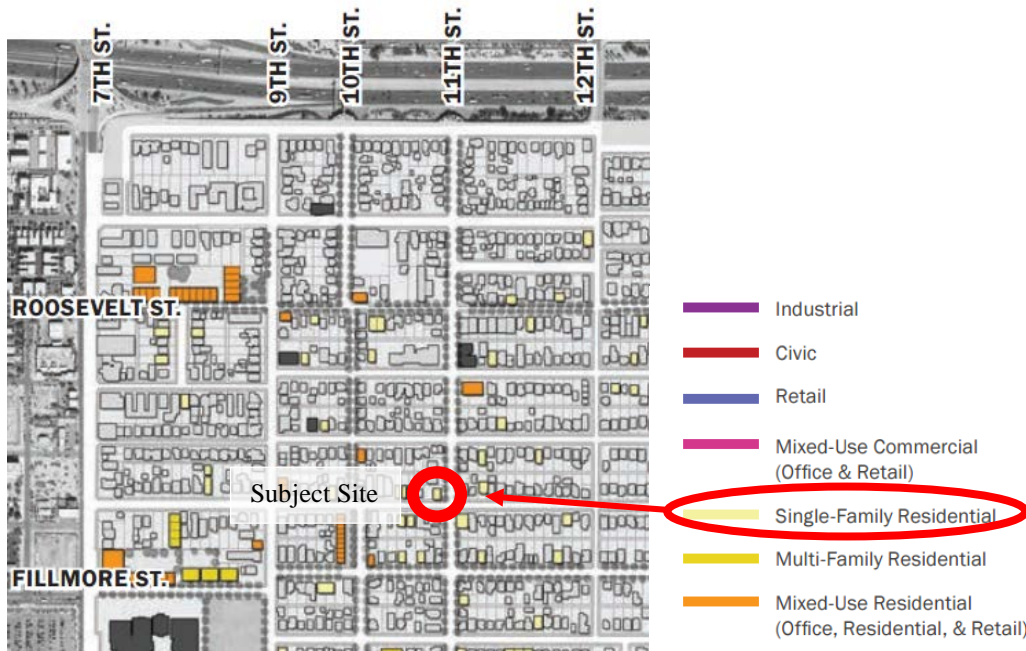 7TH ST.
9TH ST.
10TH ST.
11TH ST.
12TH ST.
ROOSEVELT ST.
Subject Site
FILLMORE ST.
Industrial
Civic
Retail
Mixed-Use Commercial
(Office & Retail)
Single-Family Residential
Multi-Family Residential
Mixed-Use Residential
(Office, Residential, & Retail)